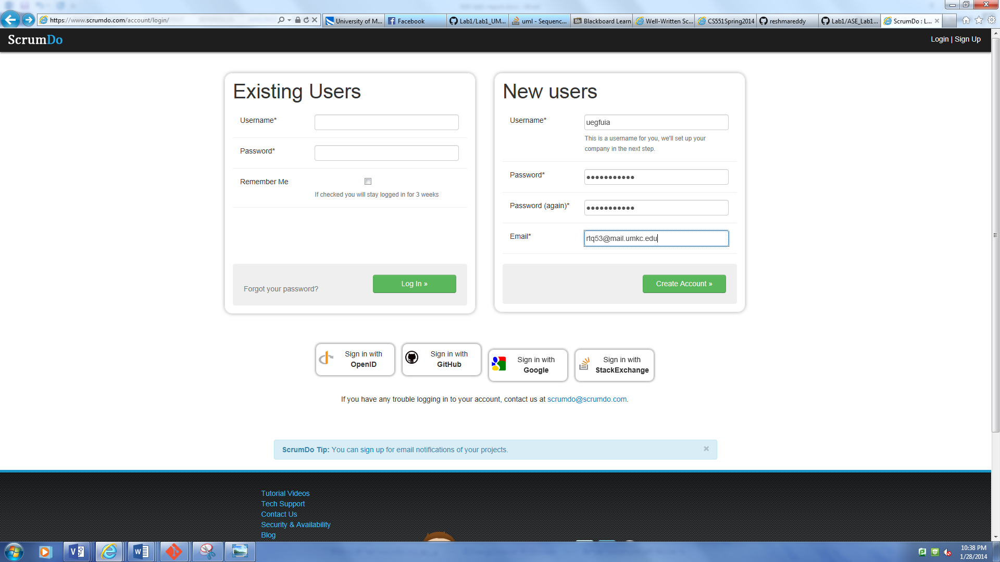 https://www.scrumdo.com/account/login/
University of M...
Facebook
Lab1/Lab1_UM...
uml - Sequenc...
Bb Blackboard Learn
Well-Written Sc...
CS551Spring2014
reshmareddy
Lab1/ASE_Lab1...
ScrumDo : L...
ScrumDo
Login | Sign Up
Existing Users
Username*
Password*
Remember Me
If checked you will stay logged in for 3 weeks
Forgot your password?
Log In »
New users
Username*
uegfuia
This is a username for you, we'll set up your
company in the next step.
Password*
Password (again)*
Email*
rtq53@mail.umkc.edu
Create Account »
Sign in with
OpenID
Sign in with
GitHub
Sign in with
Google
Sign in with
StackExchange
If you have any trouble logging in to your account, contact us at scrumdo@scrumdo.com.
ScrumDo Tip: You can sign up for email notifications of your projects.
Tutorial Videos
Tech Support
Contact Us
Security & Availability
Blog
10:38 PM
1/28/2014